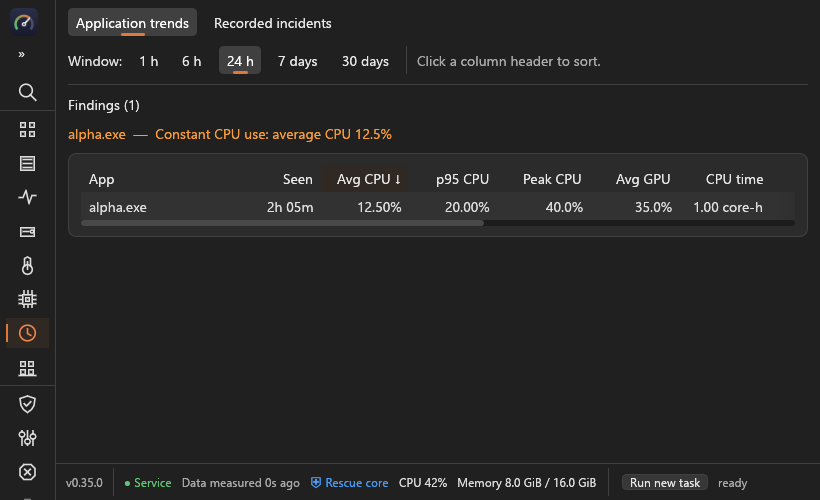 Application trends Recorded incidents
»
Window: 1 h 6 h 24 h 7 days 30 days Click a column header to sort.
Findings (1)
alpha.exe — Constant CPU use: average CPU 12.5%
App Seen Avg CPU ↓ p95 CPU Peak CPU Avg GPU CPU time
alpha.exe 2h 05m 12.50% 20.00% 40.0% 35.0% 1.00 core-h
v0.35.0 ● Service Data measured 0s ago Rescue core CPU 42% Memory 8.0 GiB / 16.0 GiB Run new task ready